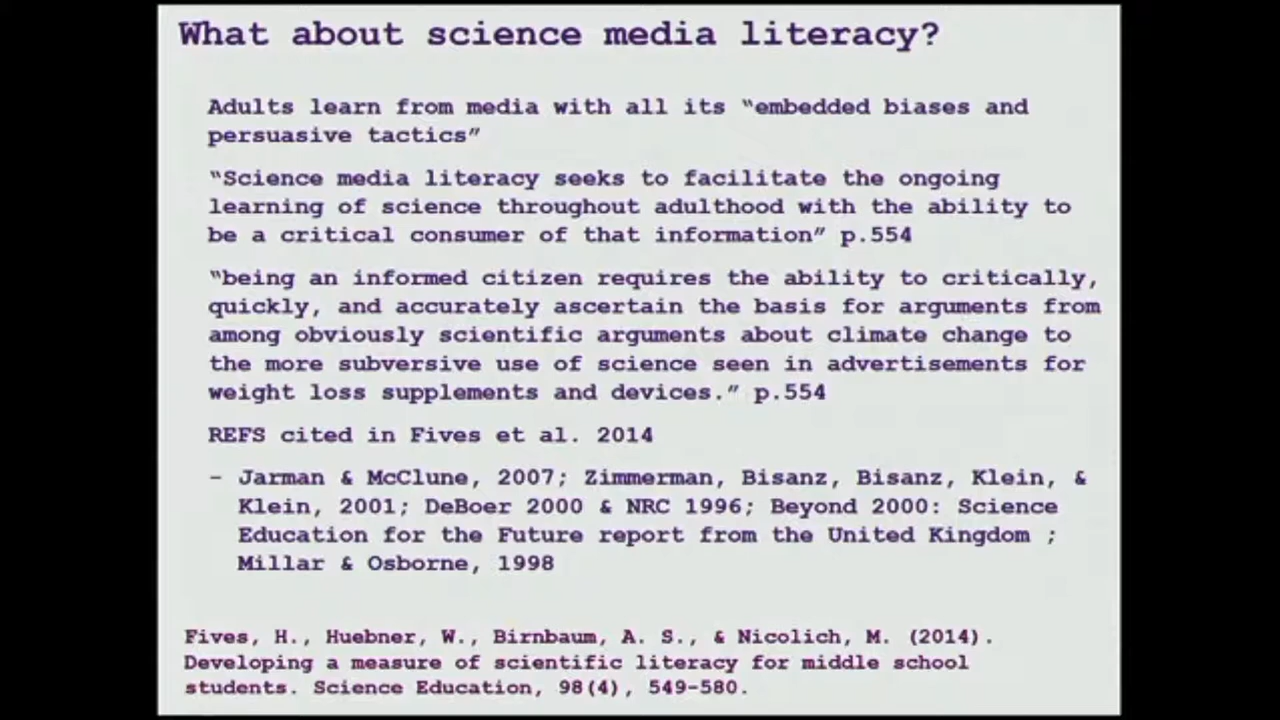 What about science media literacy?
Adults learn from media with all its “embedded biases and
persuasive tactics”
“Science media literacy seeks to facilitate the ongoing
learning of science throughout adulthood with the ability to
be a critical consumer of that information” p.554
“being an informed citizen requires the ability to critically,
quickly, and accurately ascertain the basis for arguments from
among obviously scientific arguments about climate change to
the more subversive use of science seen in advertisements for
weight loss supplements and devices.” p.554
REFS cited in Fives et al. 2014
– Jarman & McClune, 2007; Zimmerman, Bisanz, Bisanz, Klein, &
Klein, 2001; DeBoer 2000 & NRC 1996; Beyond 2000: Science
Education for the Future report from the United Kingdom ;
Millar & Osborne, 1998
Fives, H., Huebner, W., Birnbaum, A. S., & Nicolich, M. (2014).
Developing a measure of scientific literacy for middle school
students. Science Education, 98(4), 549-580.